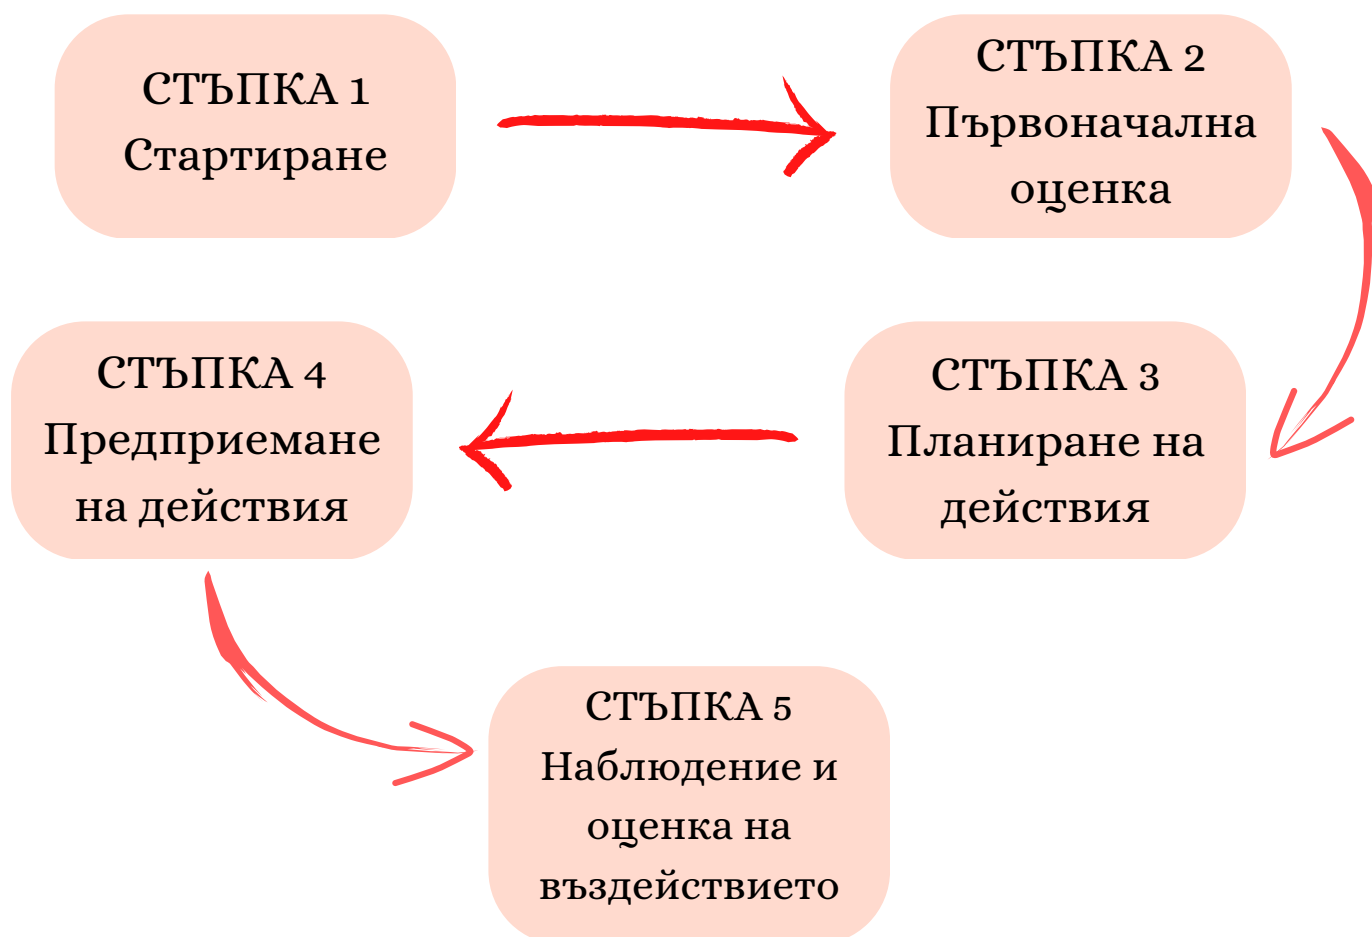 СТЪПКА 1
Стартиране
СТЪПКА 2
Първоначална
оценка
СТЪПКА 3
Планиране на
действия
СТЪПКА 4
Предприемане
на действия
СТЪПКА 5
Наблюдение и
оценка на
въздействието